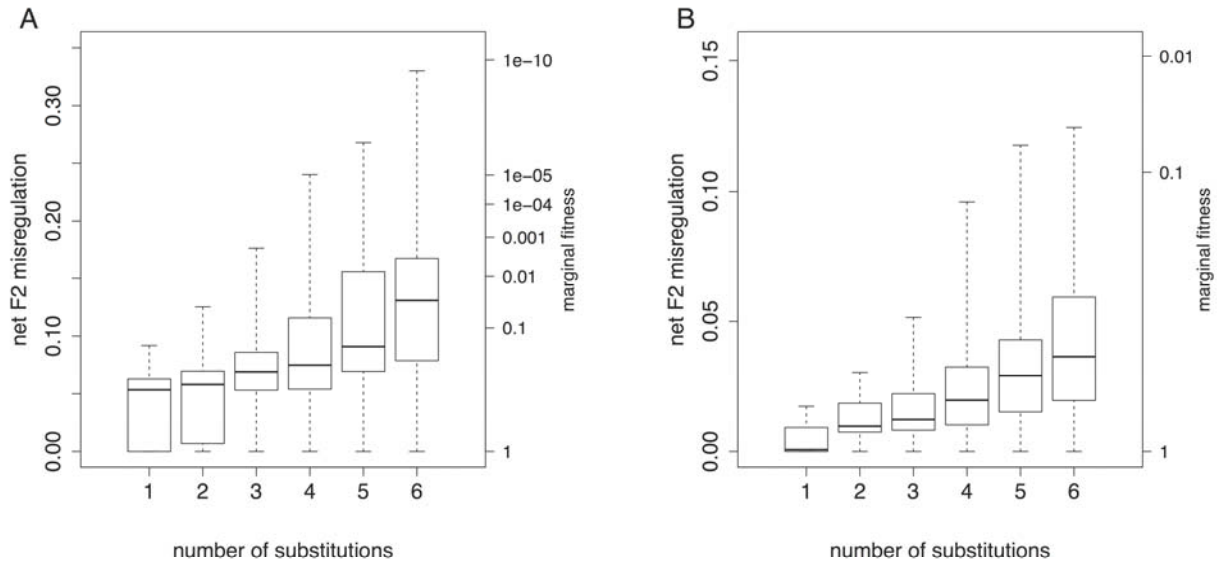 A
net F2 misregulation
0.00 0.10 0.20 0.30
1e−10
1e−05
1e−04
0.001
0.01
0.1
1
marginal fitness
1 2 3 4 5 6
number of substitutions
B
net F2 misregulation
0.00 0.05 0.10 0.15
0.01
0.1
1
marginal fitness
1 2 3 4 5 6
number of substitutions